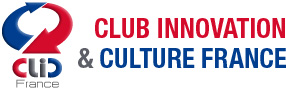 CLUB INNOVATION
& CULTURE FRANCE
CLIC
France